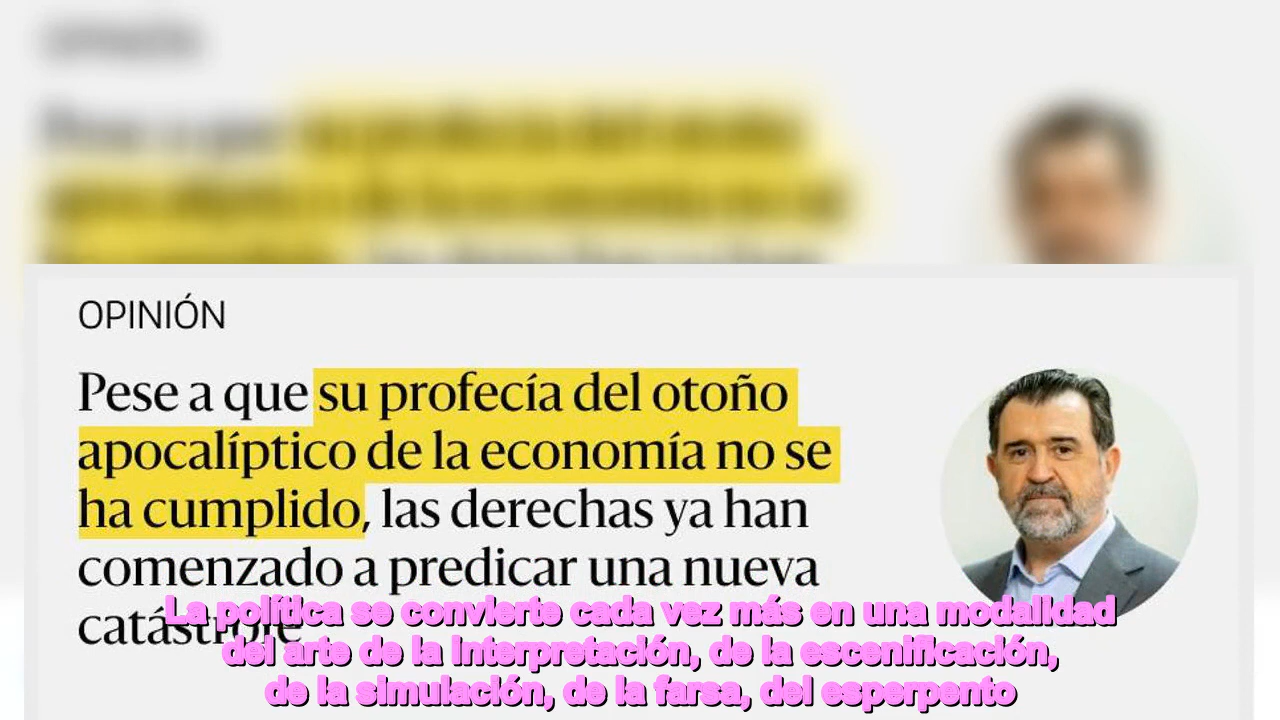 OPINIÓN
Pese a que su profecía del otoño
apocalíptico de la economía no se
ha cumplido, las derechas ya han
comenzado a predicar una nueva
catástrofe
La política se convierte cada vez más en una modalidad
del arte de la interpretación, de la escenificación,
de la simulación, de la farsa, del esperpento